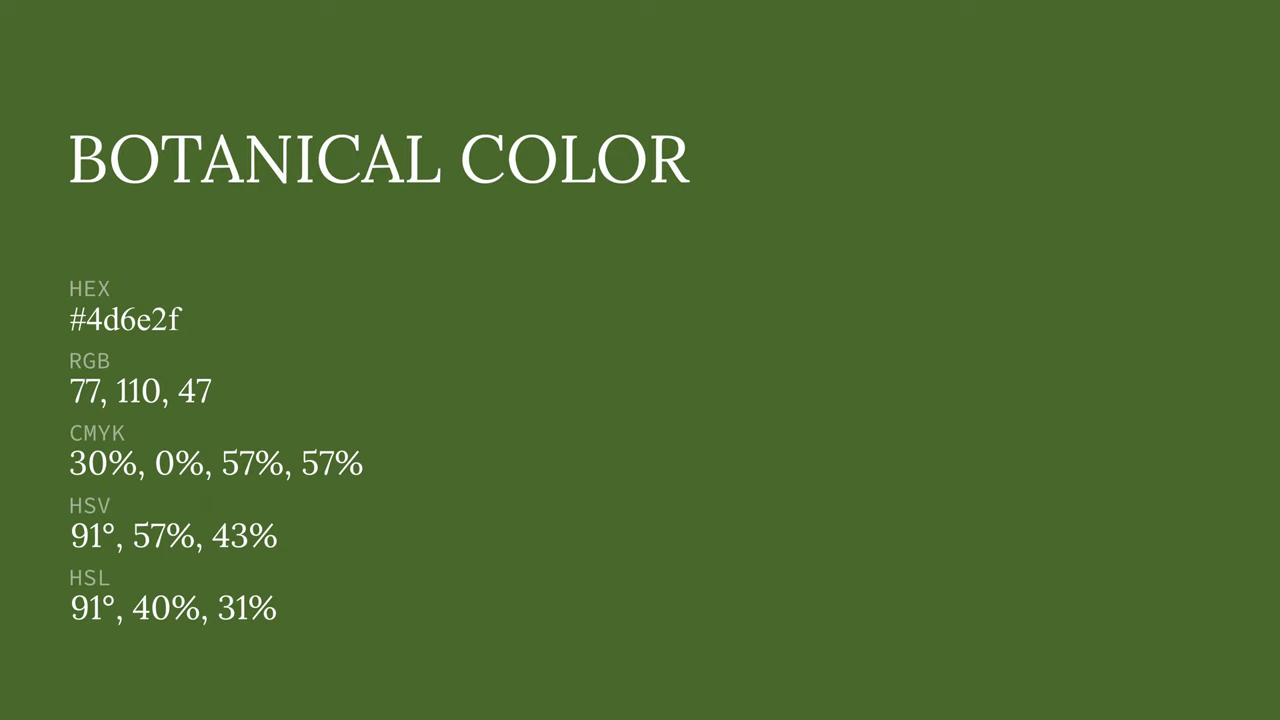 BOTANICAL COLOR
HEX
#4d6e2f
RGB
77, 110, 47
CMYK
30%, 0%, 57%, 57%
HSV
91°, 57%, 43%
HSL
91°, 40%, 31%